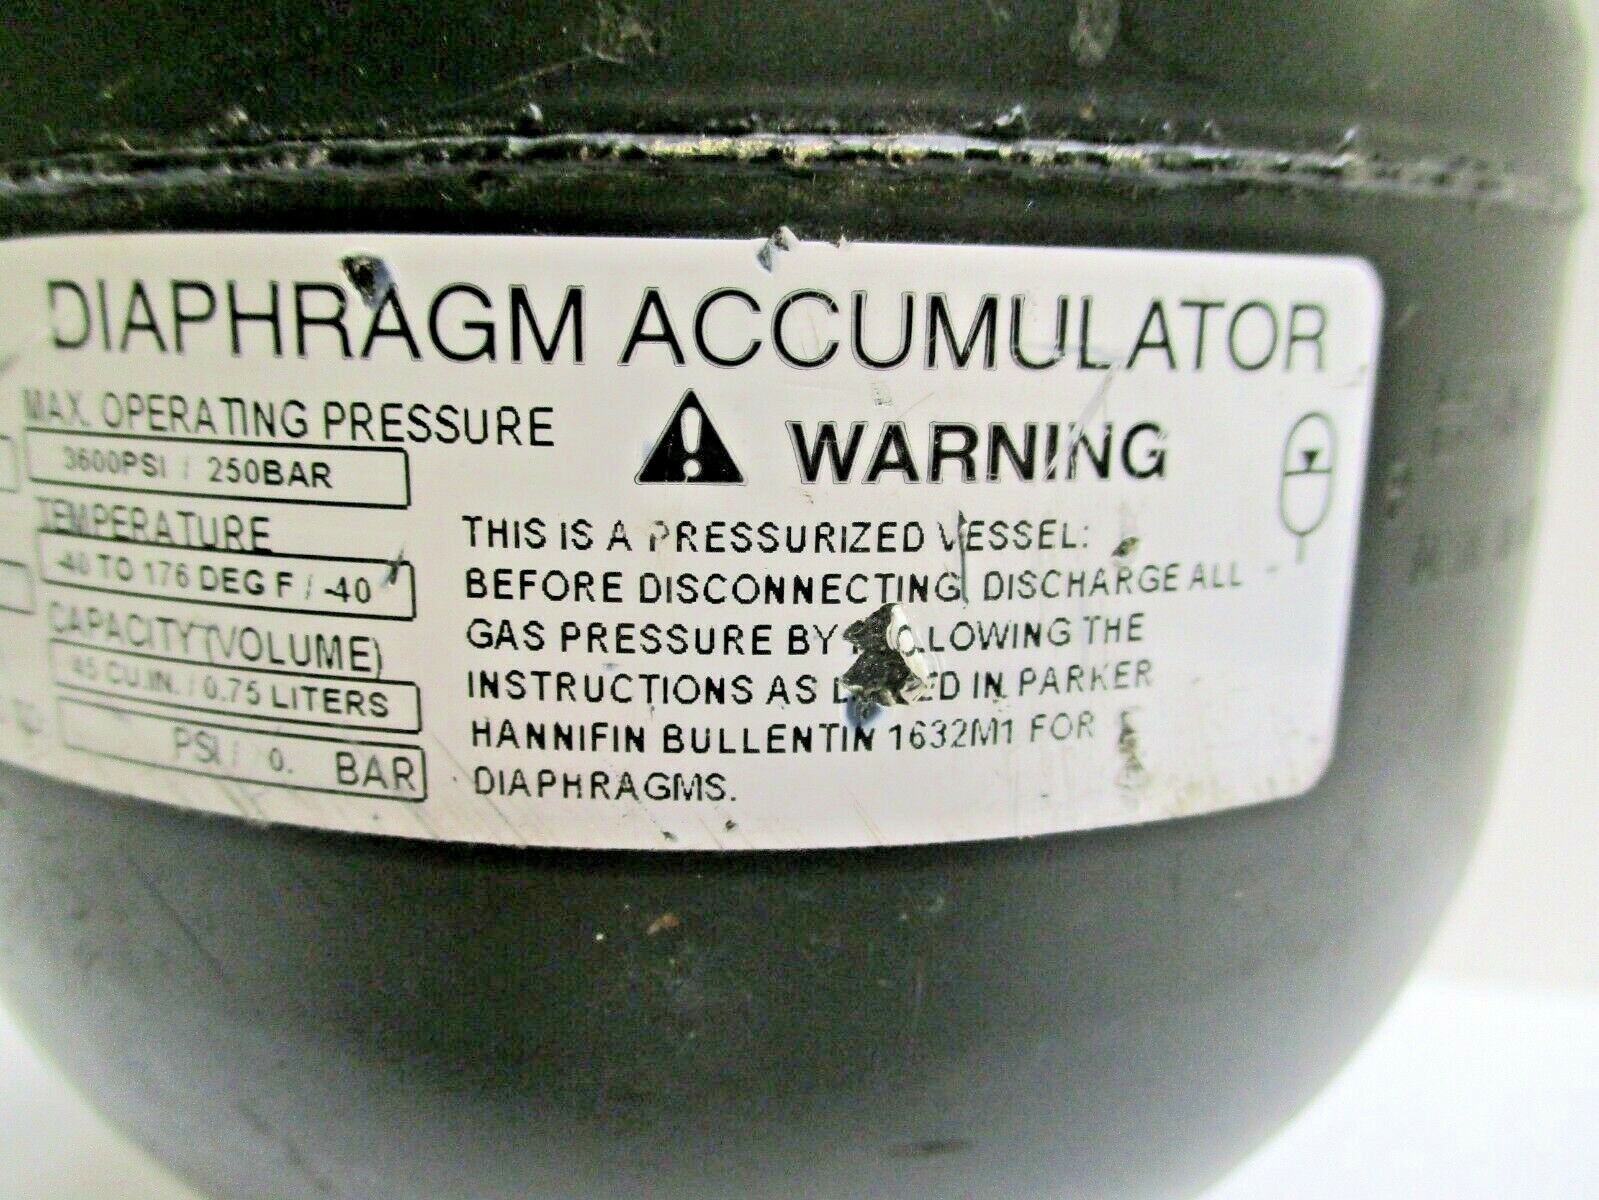 DIAPHRAGM ACCUMULATOR
MAX. OPERATING PRESSURE
3600PSI / 250BAR
TEMPERATURE
-40 TO 176 DEG F / -40
CAPACITY (VOLUME)
45 CU.IN. / 0.75 LITERS
PSI / 0. BAR
WARNING
THIS IS A PRESSURIZED VESSEL:
BEFORE DISCONNECTING, DISCHARGE ALL
GAS PRESSURE BY FOLLOWING THE
INSTRUCTIONS AS IN PARKER
HANNIFIN BULLENTIN 1632M1 FOR
DIAPHRAGMS.